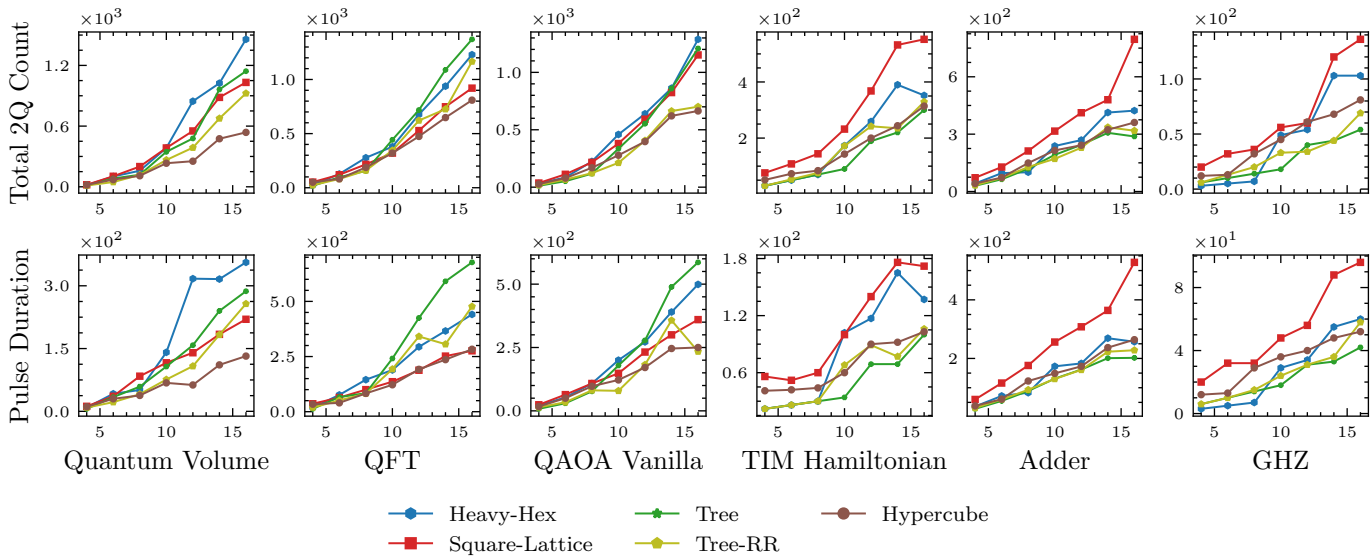 ×10³ ×10³ ×10³ ×10² ×10² ×10²
Total 2Q Count
1.2
0.6
0.0
5 10 15
1.0
0.5
0.0
5 10 15
1.0
0.5
0.0
5 10 15
6
4
2
5 10 15
6
3
0
5 10 15
1.0
0.5
0.0
5 10 15
×10² ×10² ×10² ×10² ×10² ×10¹
Pulse Duration
3.0
1.5
0.0
5 10 15
5.0
2.5
0.0
5 10 15
5.0
2.5
0.0
5 10 15
1.8
1.2
0.6
5 10 15
4
2
5 10 15
8
4
0
5 10 15
Quantum Volume QFT QAOA Vanilla TIM Hamiltonian Adder GHZ
Heavy-Hex Tree Hypercube
Square-Lattice Tree-RR